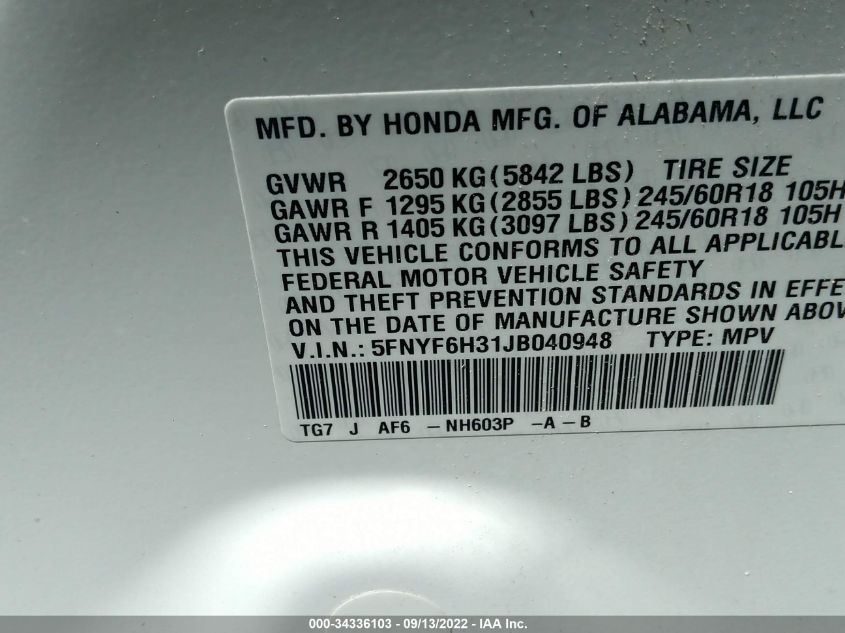 MFD. BY HONDA MFG. OF ALABAMA, LLC
GVWR 2650 KG (5842 LBS) TIRE SIZE
GAWR F 1295 KG (2855 LBS) 245/60R18 105H
GAWR R 1405 KG (3097 LBS) 245/60R18 105H
THIS VEHICLE CONFORMS TO ALL APPLICABL
FEDERAL MOTOR VEHICLE SAFETY
AND THEFT PREVENTION STANDARDS IN EFFE
ON THE DATE OF MANUFACTURE SHOWN ABOV
V.I.N.: 5FNYF6H31JB040948 TYPE: MPV
TG7 J AF6 – NH603P –A – B
000-34336103 - 09/13/2022 - IAA Inc.